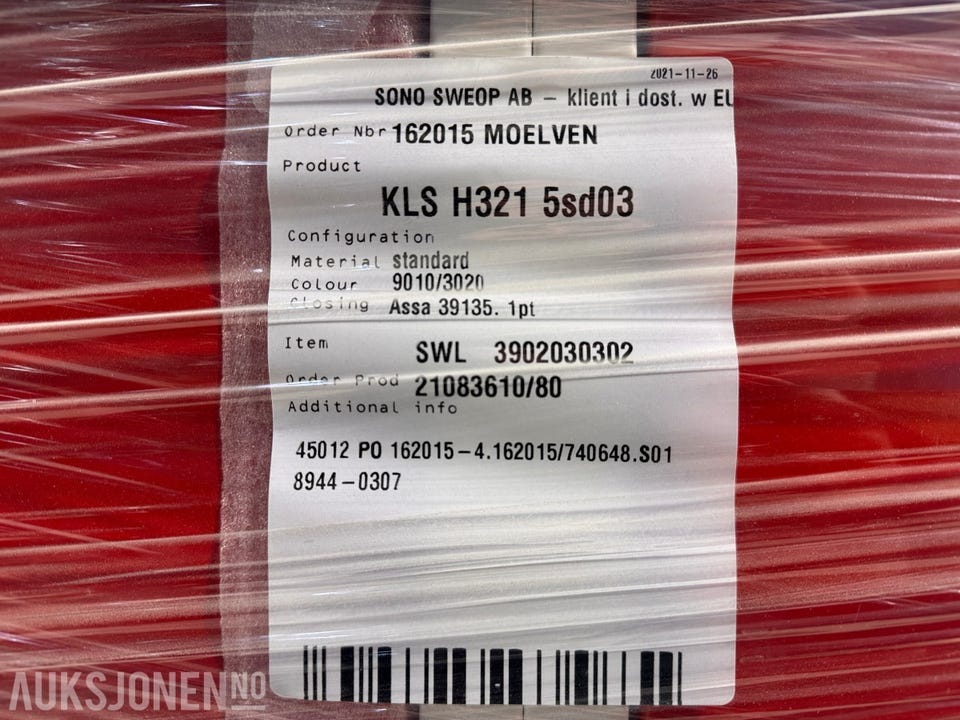 2021-11-26
SONO SWEOP AB - klient i dost. w EU
Order Nbr 162015 MOELVEN
Product
KLS H321 5sd03
Configuration
Material standard
Colour 9010/3020
Closing Assa 39135. 1pt
Item SWL 3902030302
Order Prod 21083610/80
Additional info
45012 PO 162015-4.162015/740648.S01
8944-0307
AUKSJONEN NO